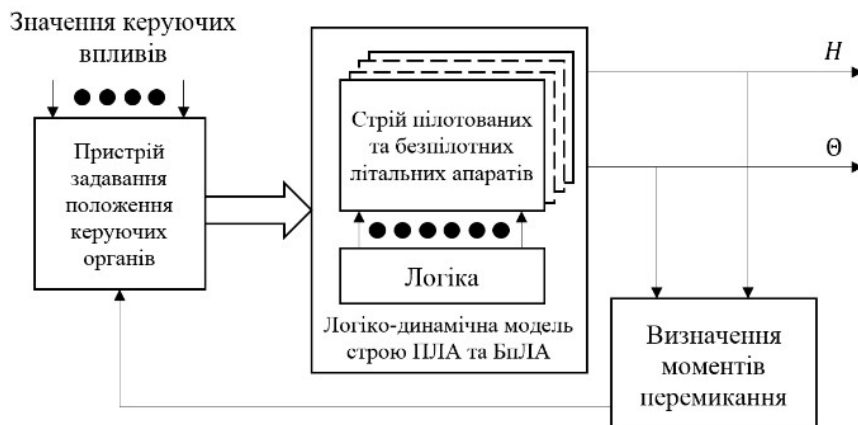 Значення керуючих
впливів
H
Стрій пілотованих
та безпілотних
літальних апаратів
Θ
Пристрій
задавання
положення
керуючих
органів
Логіка
Логіко-динамічна модель
строю ПЛА та БпЛА
Визначення
моментів
перемикання